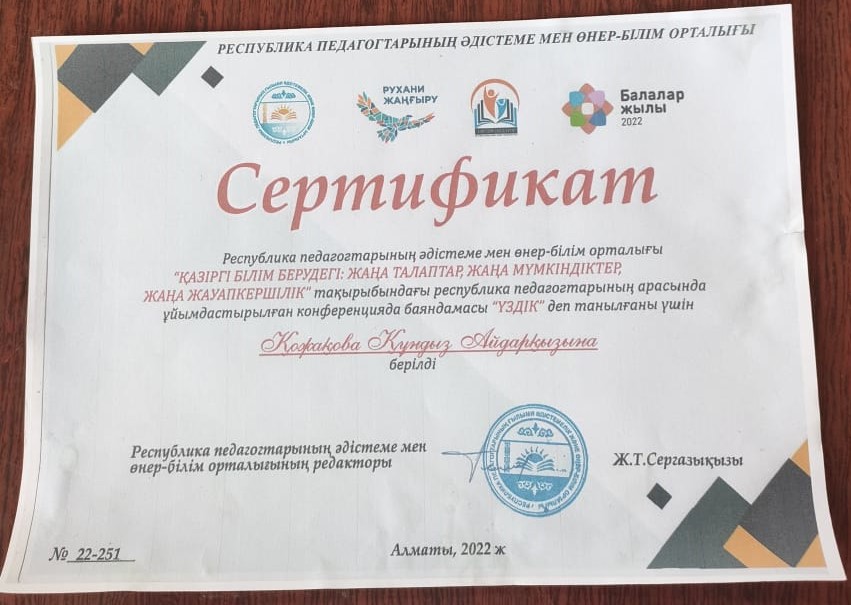 РЕСПУБЛИКА ПЕДАГОГТАРЫНЫҢ ӘДІСТЕМЕ МЕН ӨНЕР-БІЛІМ ОРТАЛЫҒЫ
РУХАНИ
ЖАҢҒЫРУ
Балалар
жылы
2022
Сертификат
Республика педагогтарының әдістеме мен өнер-білім орталығы
"ҚАЗІРГІ БІЛІМ БЕРУДЕГІ: ЖАҢА ТАЛАПТАР, ЖАҢА МҮМКІНДІКТЕР,
ЖАҢА ЖАУАПКЕРШІЛІК" тақырыбындағы республика педагогтарының арасында
ұйымдастырылған конференцияда баяндамасы "ҮЗДІК" деп танылғаны үшін
Қожақова Құндыз Айдарқызына
берілді
Республика педагогтарының әдістеме мен
өнер-білім орталығының редакторы
Ж.Т.Сергазықызы
№ 22-251
Алматы, 2022 ж